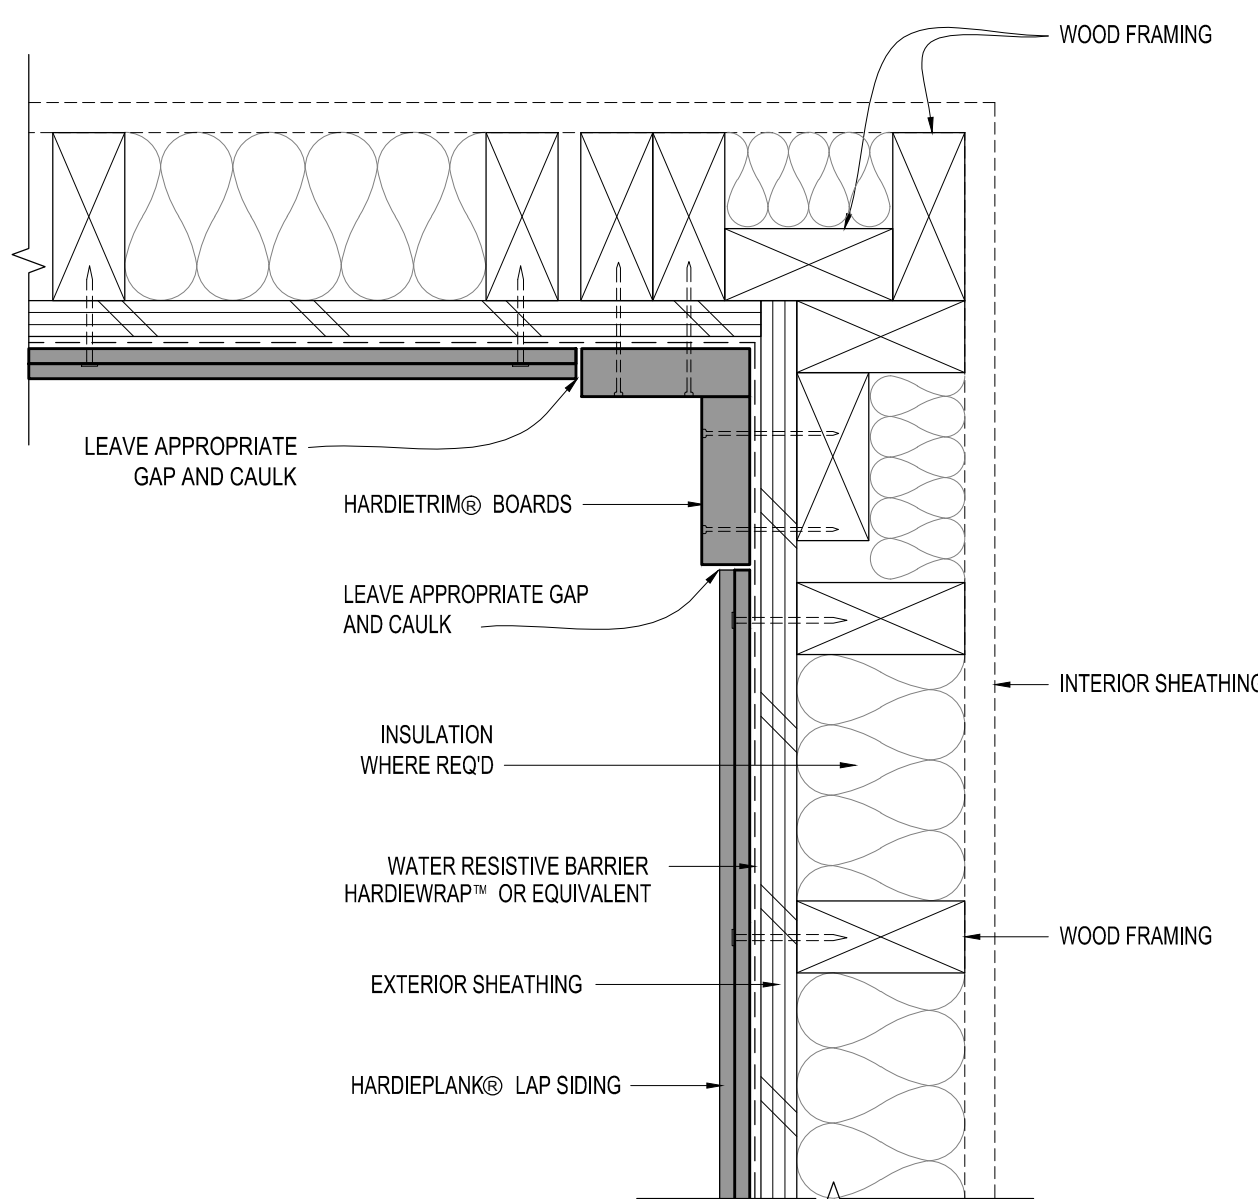 WOOD FRAMING
LEAVE APPROPRIATE
GAP AND CAULK
HARDIETRIM® BOARDS
LEAVE APPROPRIATE GAP
AND CAULK
INTERIOR SHEATHING
INSULATION
WHERE REQ'D
WATER RESISTIVE BARRIER
HARDIEWRAP™ OR EQUIVALENT
WOOD FRAMING
EXTERIOR SHEATHING
HARDIEPLANK® LAP SIDING